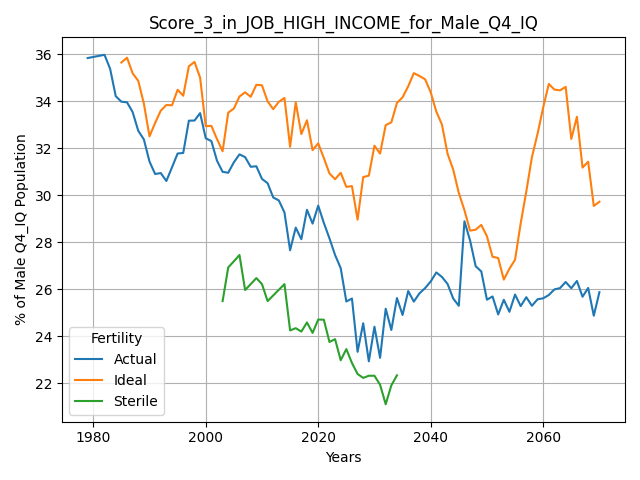 Score_3_in_JOB_HIGH_INCOME_for_Male_Q4_IQ
% of Male Q4_IQ Population
36
34
32
30
28
26
24
22
Fertility
Actual
Ideal
Sterile
1980 2000 2020 2040 2060
Years